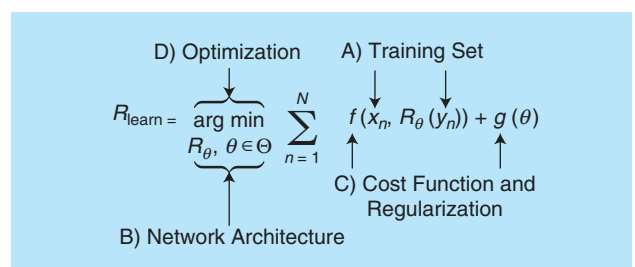 D) Optimization
A) Training Set
R_learn = arg min ∑ f (x_n, R_θ (y_n)) + g (θ)
R_θ, θ ∈ Θ
N
n = 1
C) Cost Function and
Regularization
B) Network Architecture